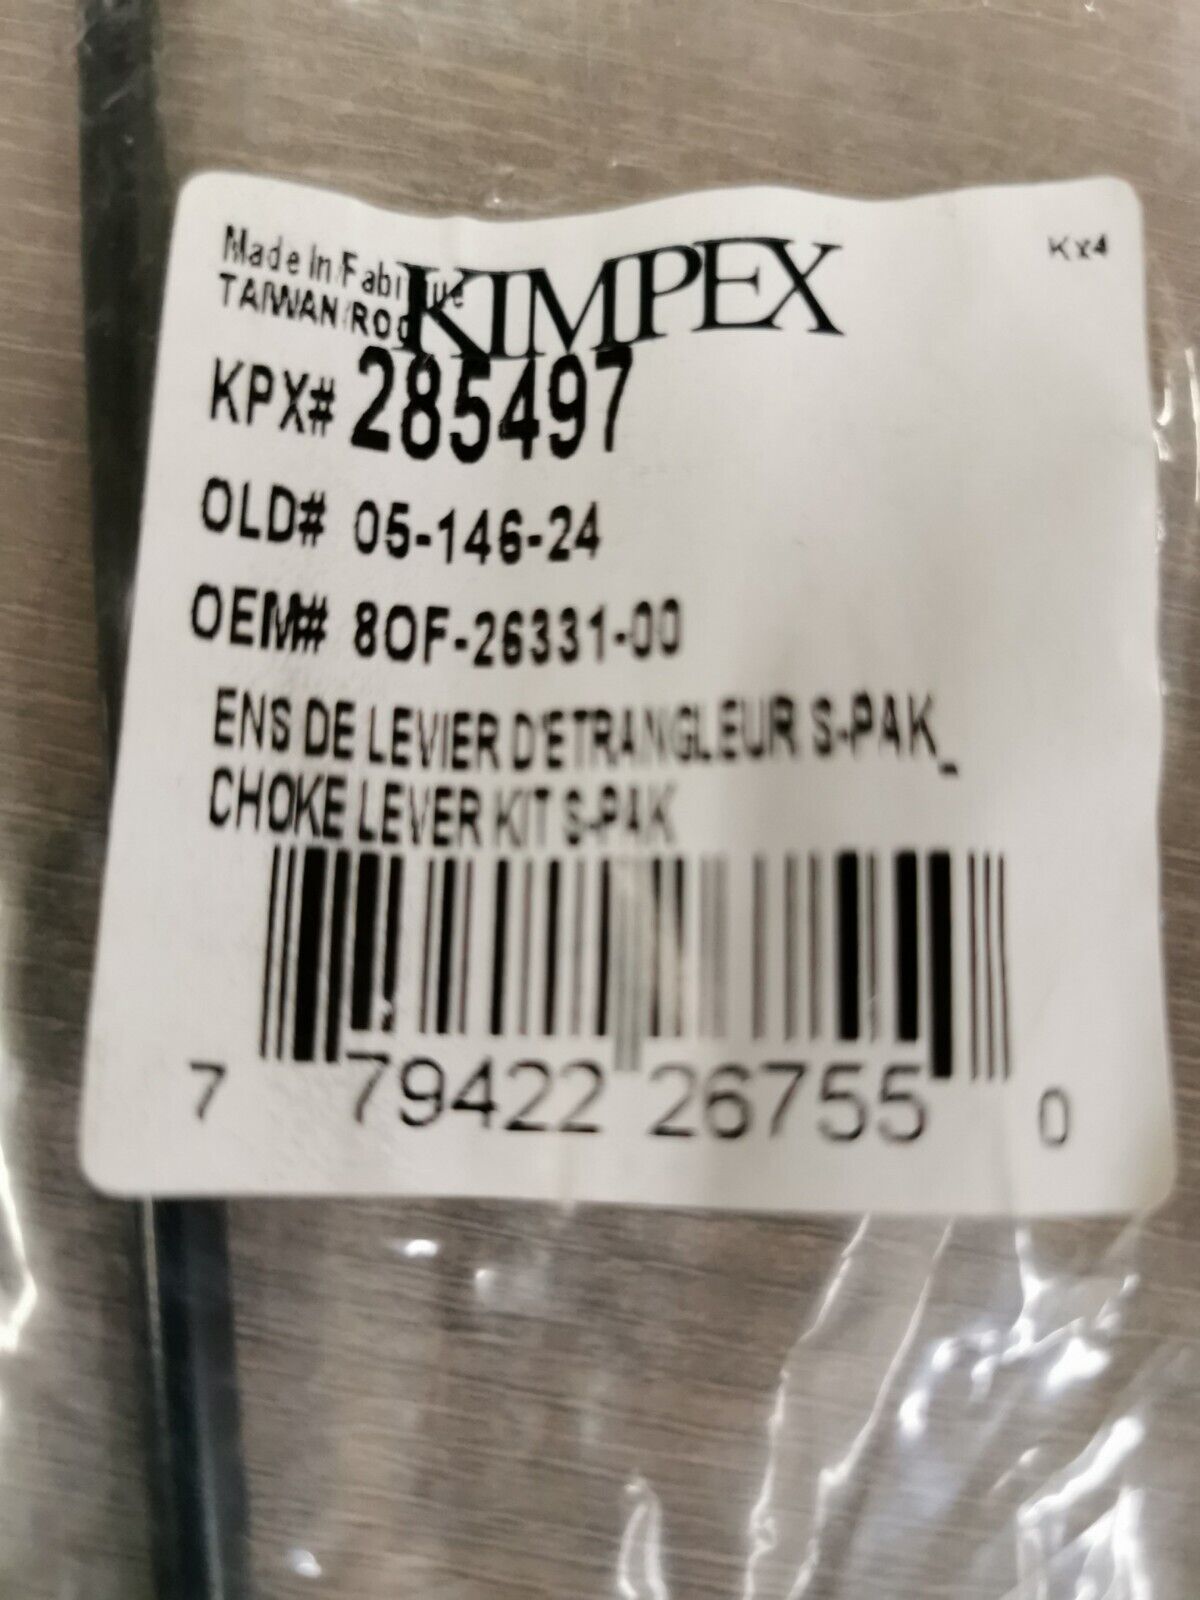 Made In/Fabrique
TAIWAN/ROC
KIMPEX
Kx4
KPX# 285497
OLD# 05-146-24
OEM# 8OF-26331-00
ENS DE LEVIER D'ETRANGLEUR S-PAK_
CHOKE LEVER KIT S-PAK
7 79422 26755 0